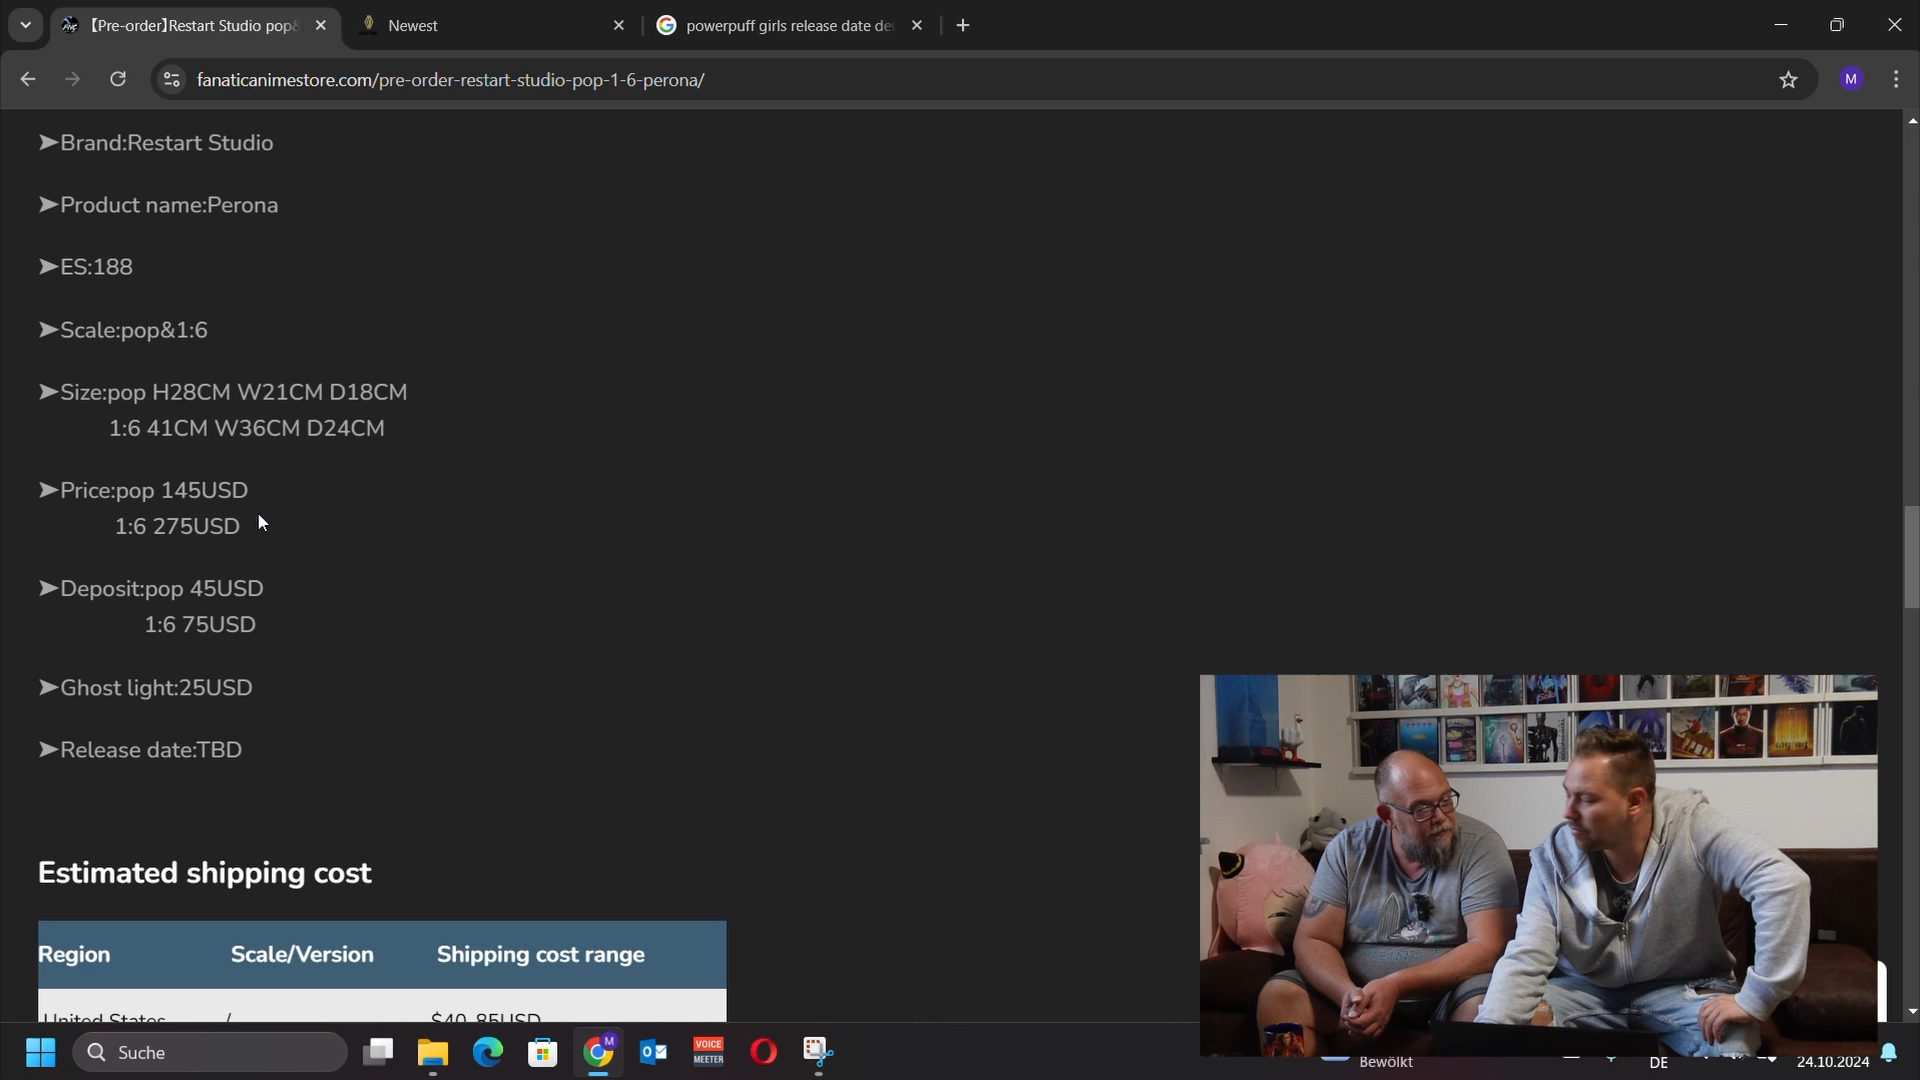 【Pre-order】Restart Studio pop&
Newest
powerpuff girls release date de
fanaticanimestore.com/pre-order-restart-studio-pop-1-6-perona/
M
➤Brand:Restart Studio
➤Product name:Perona
➤ES:188
➤Scale:pop&1:6
➤Size:pop H28CM W21CM D18CM
1:6 41CM W36CM D24CM
➤Price:pop 145USD
1:6 275USD
➤Deposit:pop 45USD
1:6 75USD
➤Ghost light:25USD
➤Release date:TBD
Estimated shipping cost
Region Scale/Version Shipping cost range
United States / $40-85USD
Suche
M
VOICE
MEETER
Bewölkt
DE
24.10.2024